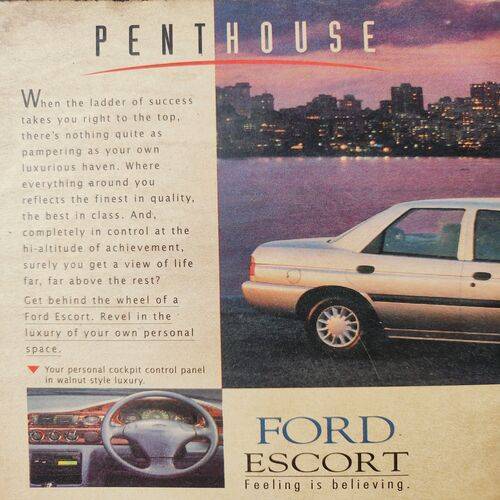 PENTHOUSE
When the ladder of success
takes you right to the top,
there's nothing quite as
pampering as your own
luxurious haven. Where
everything around you
reflects the finest in quality,
the best in class. And,
completely in control at the
hi-altitude of achievement,
surely you get a view of life
far, far above the rest?
Get behind the wheel of a
Ford Escort. Revel in the
luxury of your own personal
space.
Your personal cockpit control panel
in walnut style luxury.
FORD
ESCORT
Feeling is believing.